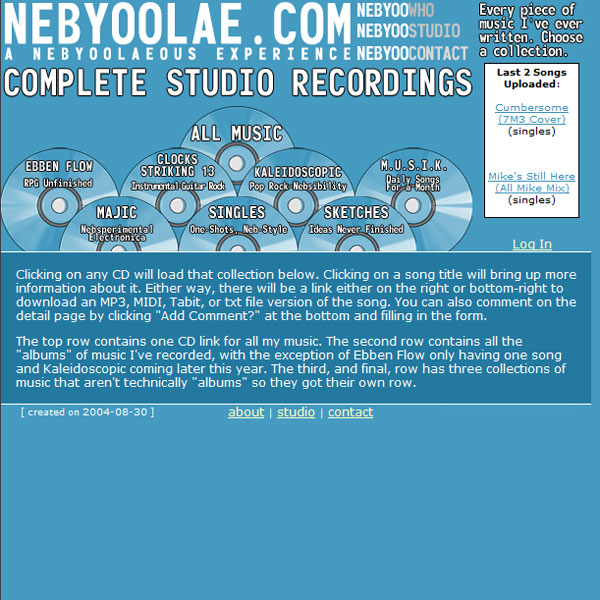 NEBYOOLAE.COM
A NEBYOOLAEOUS EXPERIENCE
NEBYOOWHO
NEBYOOSTUDIO
NEBYOOCONTACT
Every piece of
music I've ever
written. Choose
a collection.
COMPLETE STUDIO RECORDINGS
Last 2 Songs
Uploaded:
Cumbersome
(7M3 Cover)
(singles)
Mike's Still Here
(All Mike Mix)
(singles)
Log In
ALL MUSIC
EBBEN FLOW
RPG Unfinished
CLOCKS
STRIKING 13
Instrumental Guitar Rock
KALEIDOSCOPIC
Pop Rock Nebsibility
M.U.S.I.K.
Daily Songs
For a Month
MAJIC
Nebsperimental
Electronica
SINGLES
One-Shots, Neb-Style
SKETCHES
Ideas Never Finished
Clicking on any CD will load that collection below. Clicking on a song title will bring up more
information about it. Either way, there will be a link either on the right or bottom-right to
download an MP3, MIDI, Tabit, or txt file version of the song. You can also comment on the
detail page by clicking "Add Comment?" at the bottom and filling in the form.
The top row contains one CD link for all my music. The second row contains all the
"albums" of music I've recorded, with the exception of Ebben Flow only having one song
and Kaleidoscopic coming later this year. The third, and final, row has three collections of
music that aren't technically "albums" so they got their own row.
[ created on 2004-08-30 ]
about | studio | contact